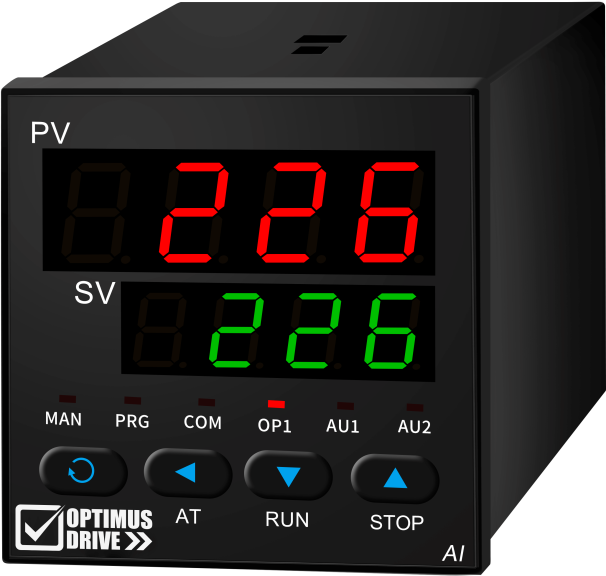 PV
226
SV
226
MAN PRG COM OP1 AU1 AU2
AT RUN STOP
OPTIMUS
DRIVE
AI